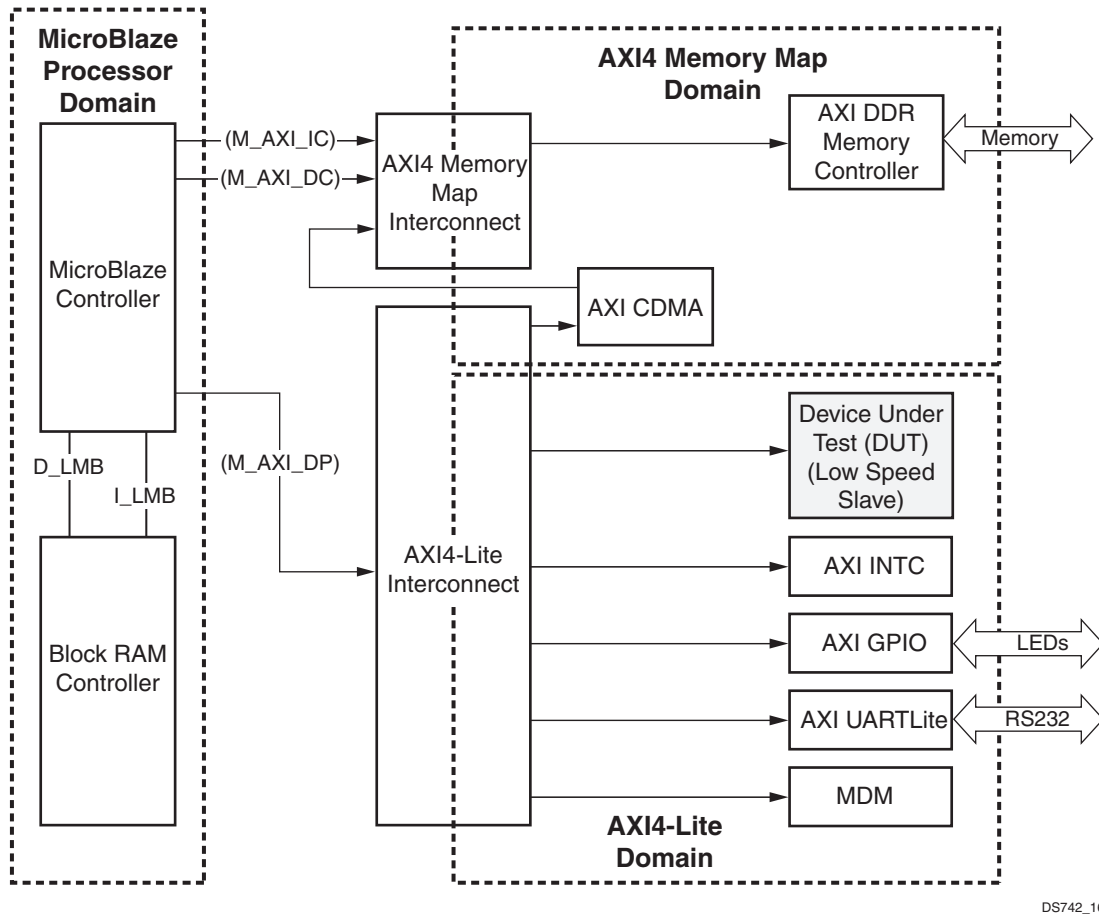 MicroBlaze
Processor
Domain
AXI4 Memory Map
Domain
MicroBlaze
Controller
(M_AXI_IC)
(M_AXI_DC)
AXI4 Memory
Map
Interconnect
AXI DDR
Memory
Controller
Memory
AXI CDMA
D_LMB
I_LMB
(M_AXI_DP)
Block RAM
Controller
AXI4-Lite
Interconnect
Device Under
Test (DUT)
(Low Speed
Slave)
AXI INTC
AXI GPIO
LEDs
AXI UARTLite
RS232
MDM
AXI4-Lite
Domain